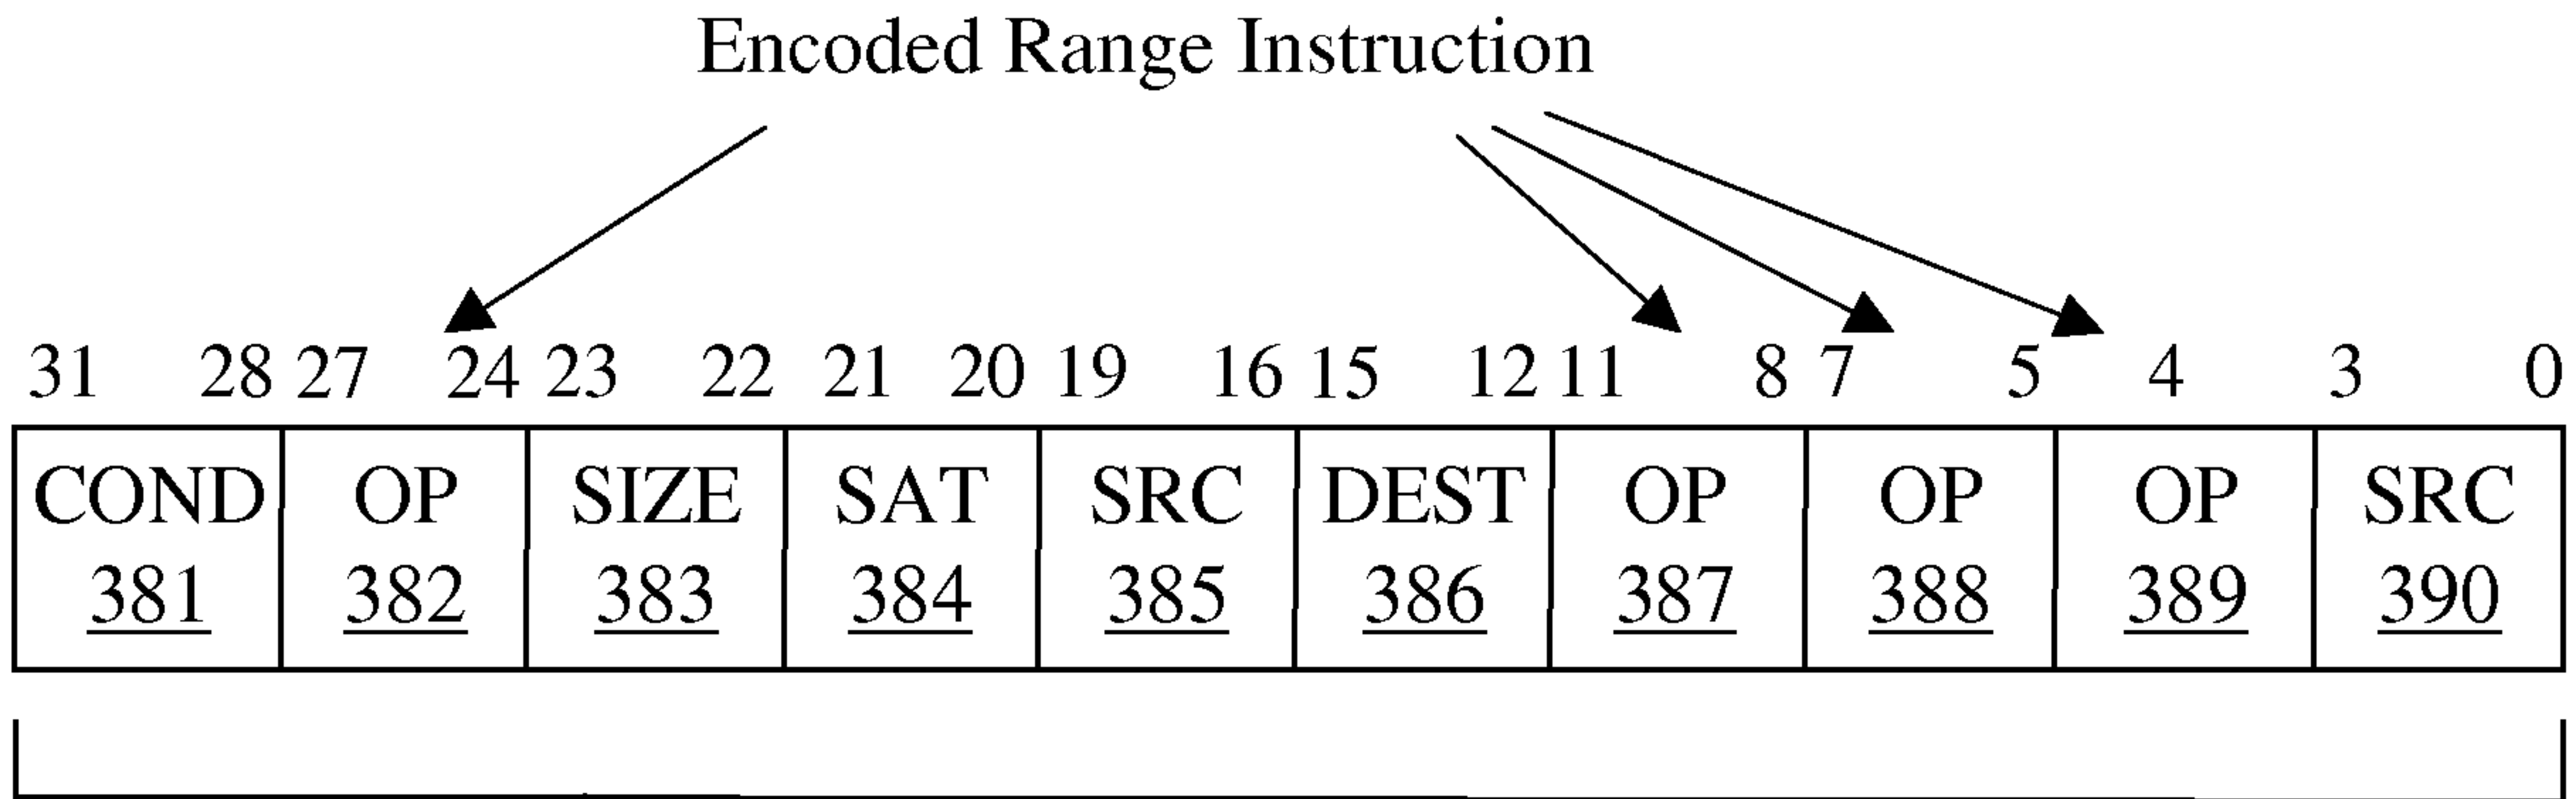 Encoded Range Instruction
31 28 27 24 23 22 21 20 19 16 15 12 11 8 7 5 4 3 0
COND OP SIZE SAT SRC DEST OP OP OP SRC
381 382 383 384 385 386 387 388 389 390